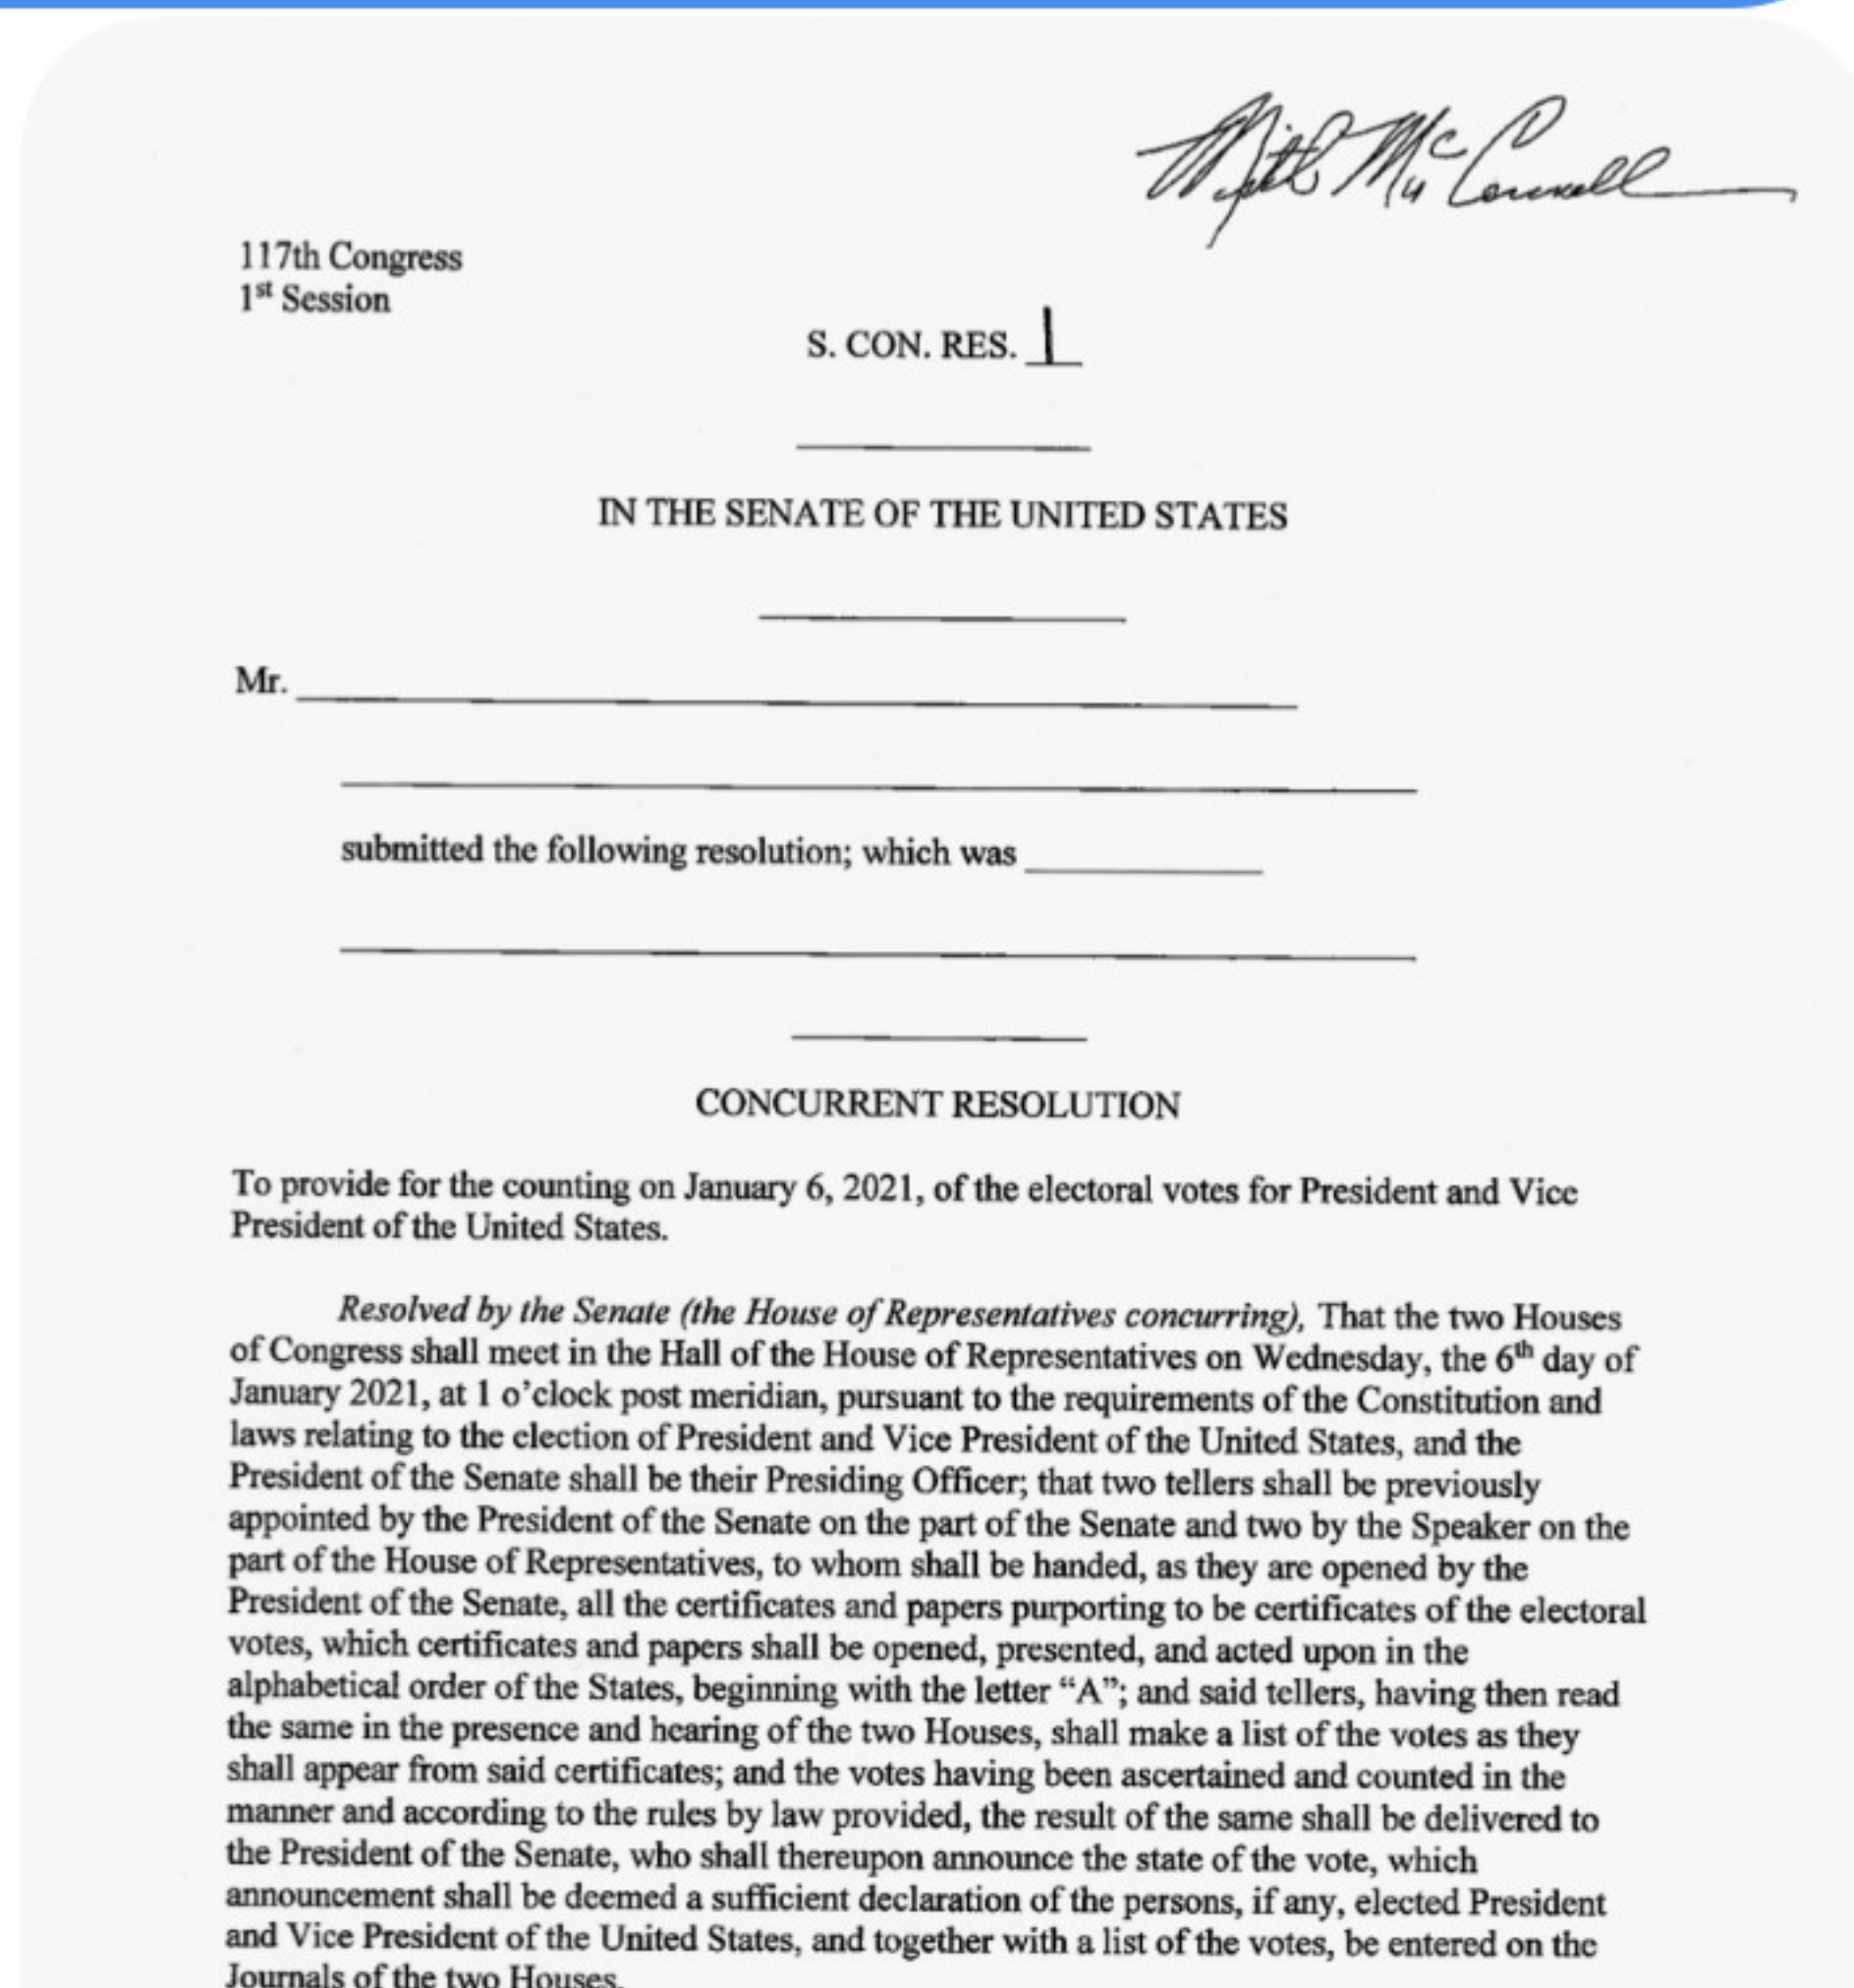 Mitch McConnell
117th Congress
1st Session
S. CON. RES. 1
IN THE SENATE OF THE UNITED STATES
Mr.
submitted the following resolution; which was
CONCURRENT RESOLUTION
To provide for the counting on January 6, 2021, of the electoral votes for President and Vice
President of the United States.
Resolved by the Senate (the House of Representatives concurring), That the two Houses
of Congress shall meet in the Hall of the House of Representatives on Wednesday, the 6th day of
January 2021, at 1 o’clock post meridian, pursuant to the requirements of the Constitution and
laws relating to the election of President and Vice President of the United States, and the
President of the Senate shall be their Presiding Officer; that two tellers shall be previously
appointed by the President of the Senate on the part of the Senate and two by the Speaker on the
part of the House of Representatives, to whom shall be handed, as they are opened by the
President of the Senate, all the certificates and papers purporting to be certificates of the electoral
votes, which certificates and papers shall be opened, presented, and acted upon in the
alphabetical order of the States, beginning with the letter “A”; and said tellers, having then read
the same in the presence and hearing of the two Houses, shall make a list of the votes as they
shall appear from said certificates; and the votes having been ascertained and counted in the
manner and according to the rules by law provided, the result of the same shall be delivered to
the President of the Senate, who shall thereupon announce the state of the vote, which
announcement shall be deemed a sufficient declaration of the persons, if any, elected President
and Vice President of the United States, and together with a list of the votes, be entered on the
Journals of the two Houses.